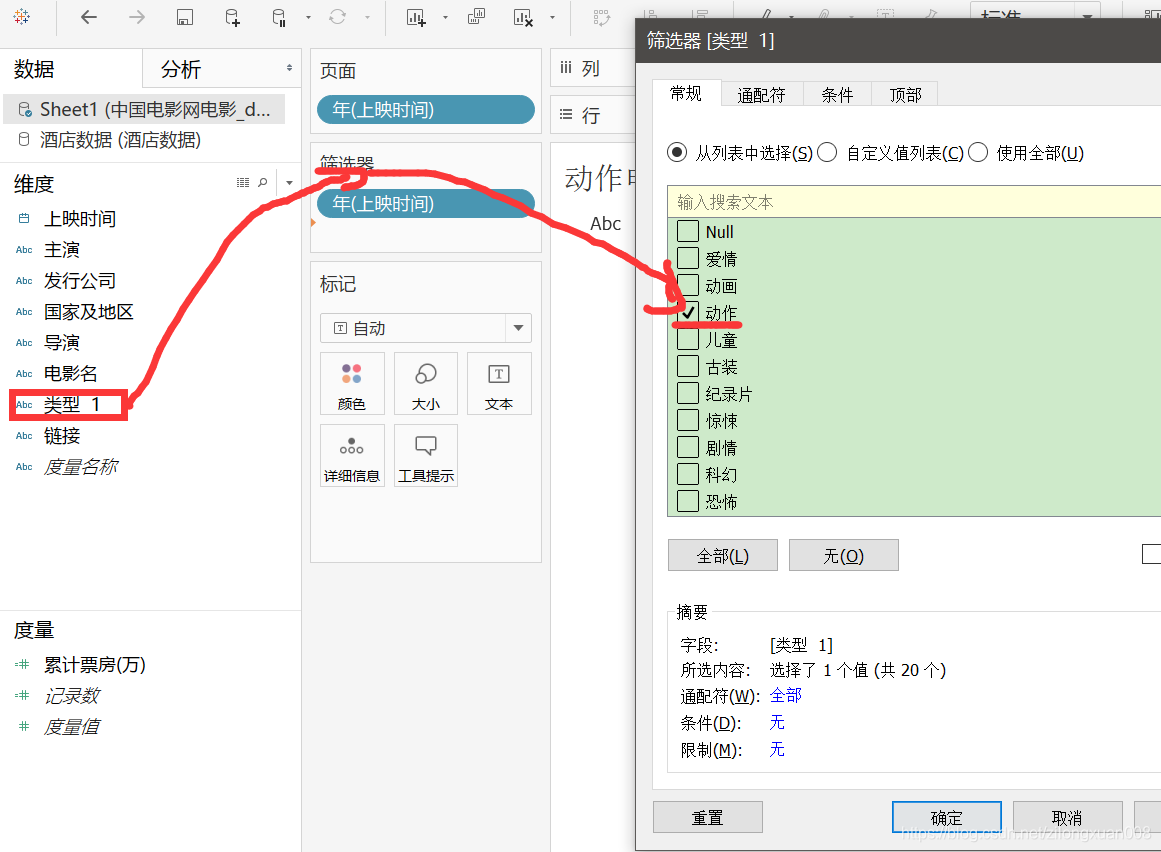 标准
数据
分析
Sheet1 (中国电影网电影_d...
酒店数据 (酒店数据)
维度
上映时间
Abc 主演
Abc 发行公司
Abc 国家及地区
Abc 导演
Abc 电影名
Abc 类型 1
Abc 链接
Abc 度量名称
度量
累计票房(万)
记录数
度量值
页面
年(上映时间)
筛选器
年(上映时间)
标记
自动
颜色
大小
文本
详细信息
工具提示
列
行
动作
Abc
筛选器 [类型 1]
常规
通配符
条件
顶部
从列表中选择(S)
自定义值列表(C)
使用全部(U)
输入搜索文本
Null
爱情
动画
动作
儿童
古装
纪录片
惊悚
剧情
科幻
恐怖
全部(L)
无(O)
摘要
字段: [类型 1]
所选内容: 选择了 1 个值 (共 20 个)
通配符(W): 全部
条件(D): 无
限制(M): 无
重置
确定
取消
https://blog.csdn.net/zilongxuan008